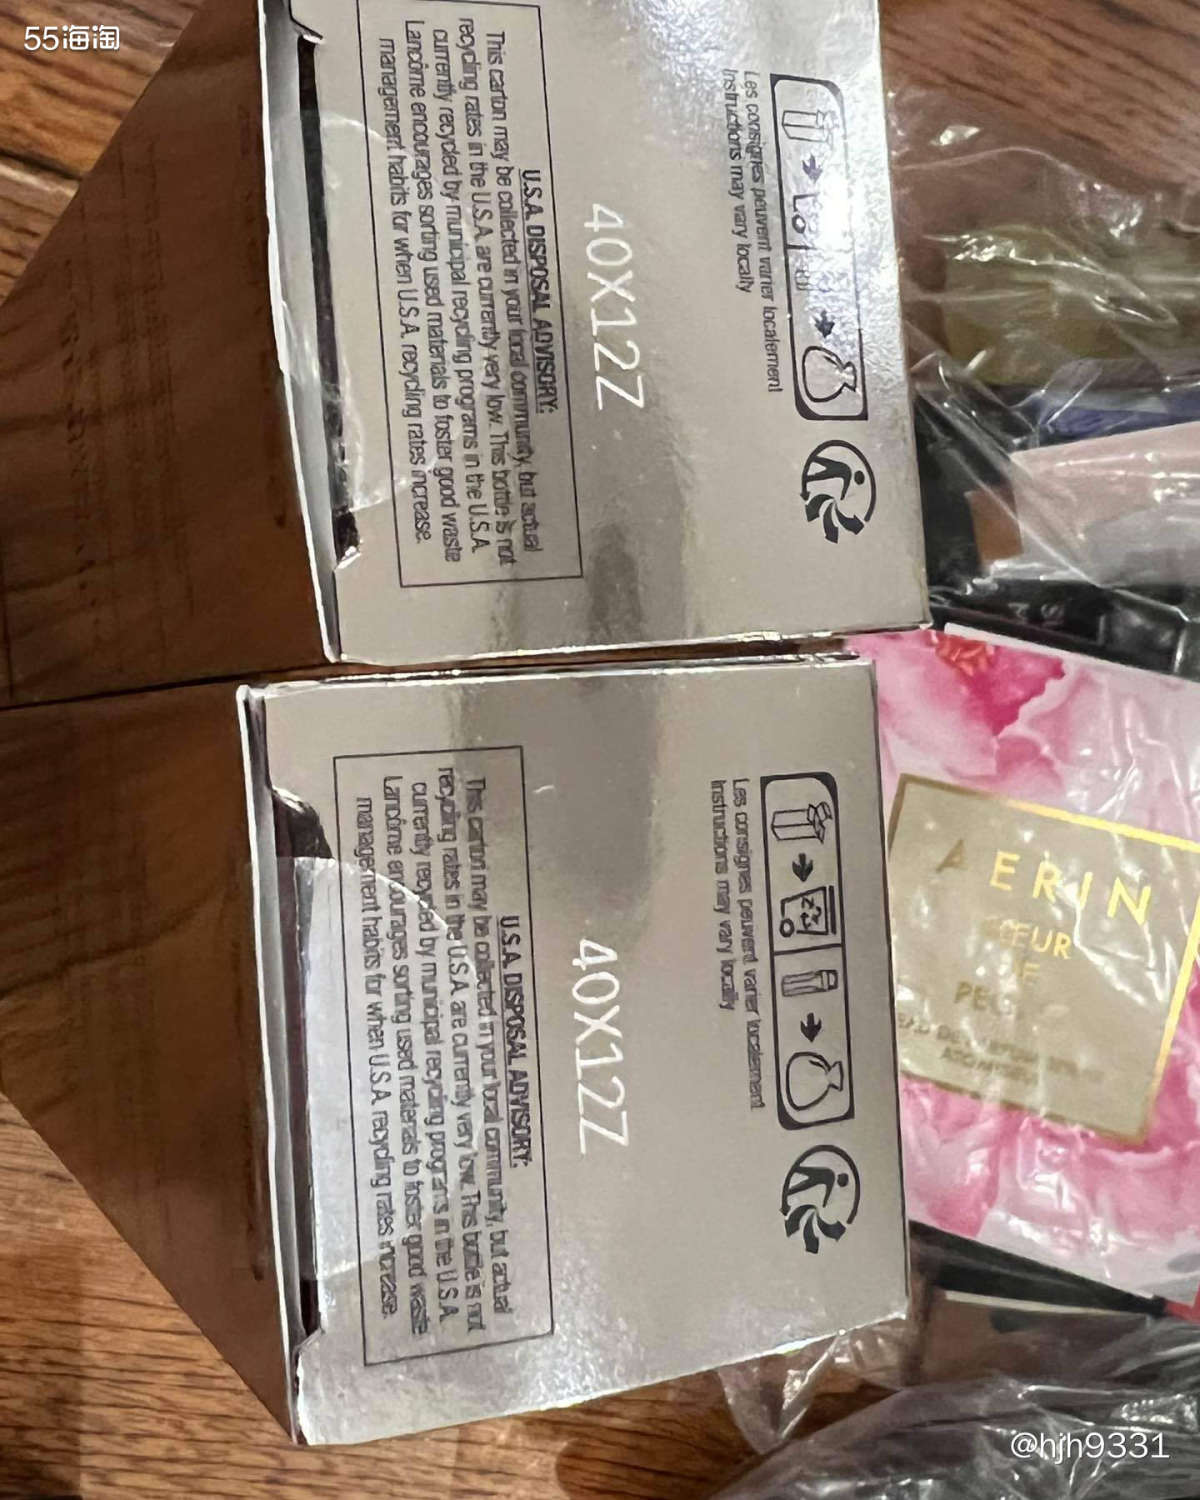 55海淘
Les consignes peuvent varier localement
Instructions may vary locally
40X12Z
U.S.A. DISPOSAL ADVISORY:
This carton may be collected in your local community, but actual
recycling rates in the U.S.A. are currently very low. This bottle is not
currently recycled by municipal recycling programs in the U.S.A.
Lancôme encourages sorting used materials to foster good waste
management habits for when U.S.A. recycling rates increase.
Les consignes peuvent varier localement
Instructions may vary locally
40X12Z
U.S.A. DISPOSAL ADVISORY:
This carton may be collected in your local community, but actual
recycling rates in the U.S.A. are currently very low. This bottle is not
currently recycled by municipal recycling programs in the U.S.A.
Lancôme encourages sorting used materials to foster good waste
management habits for when U.S.A. recycling rates increase.
AERIN
@hjh9331